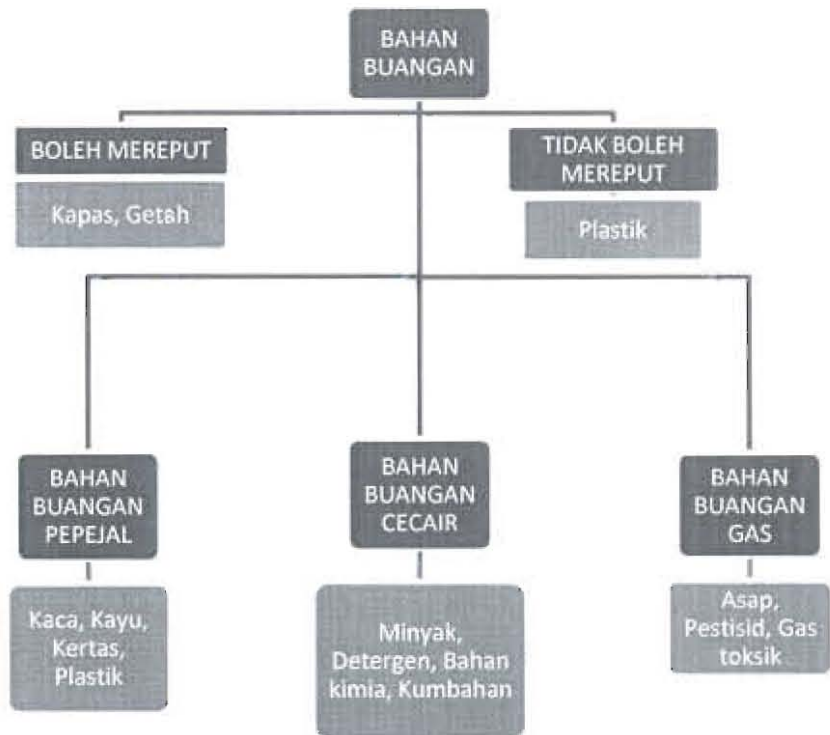 BAHAN
BUANGAN
BOLEH MEREPUT
TIDAK BOLEH
MEREPUT
Kapas, Getah
Plastik
BAHAN
BUANGAN
PEPEJAL
BAHAN
BUANGAN
CECAIR
BAHAN
BUANGAN
GAS
Kaca, Kayu,
Kertas,
Plastik
Minyak,
Detergen, Bahan
kimia, Kumbahan
Asap,
Pestisid, Gas
toksik